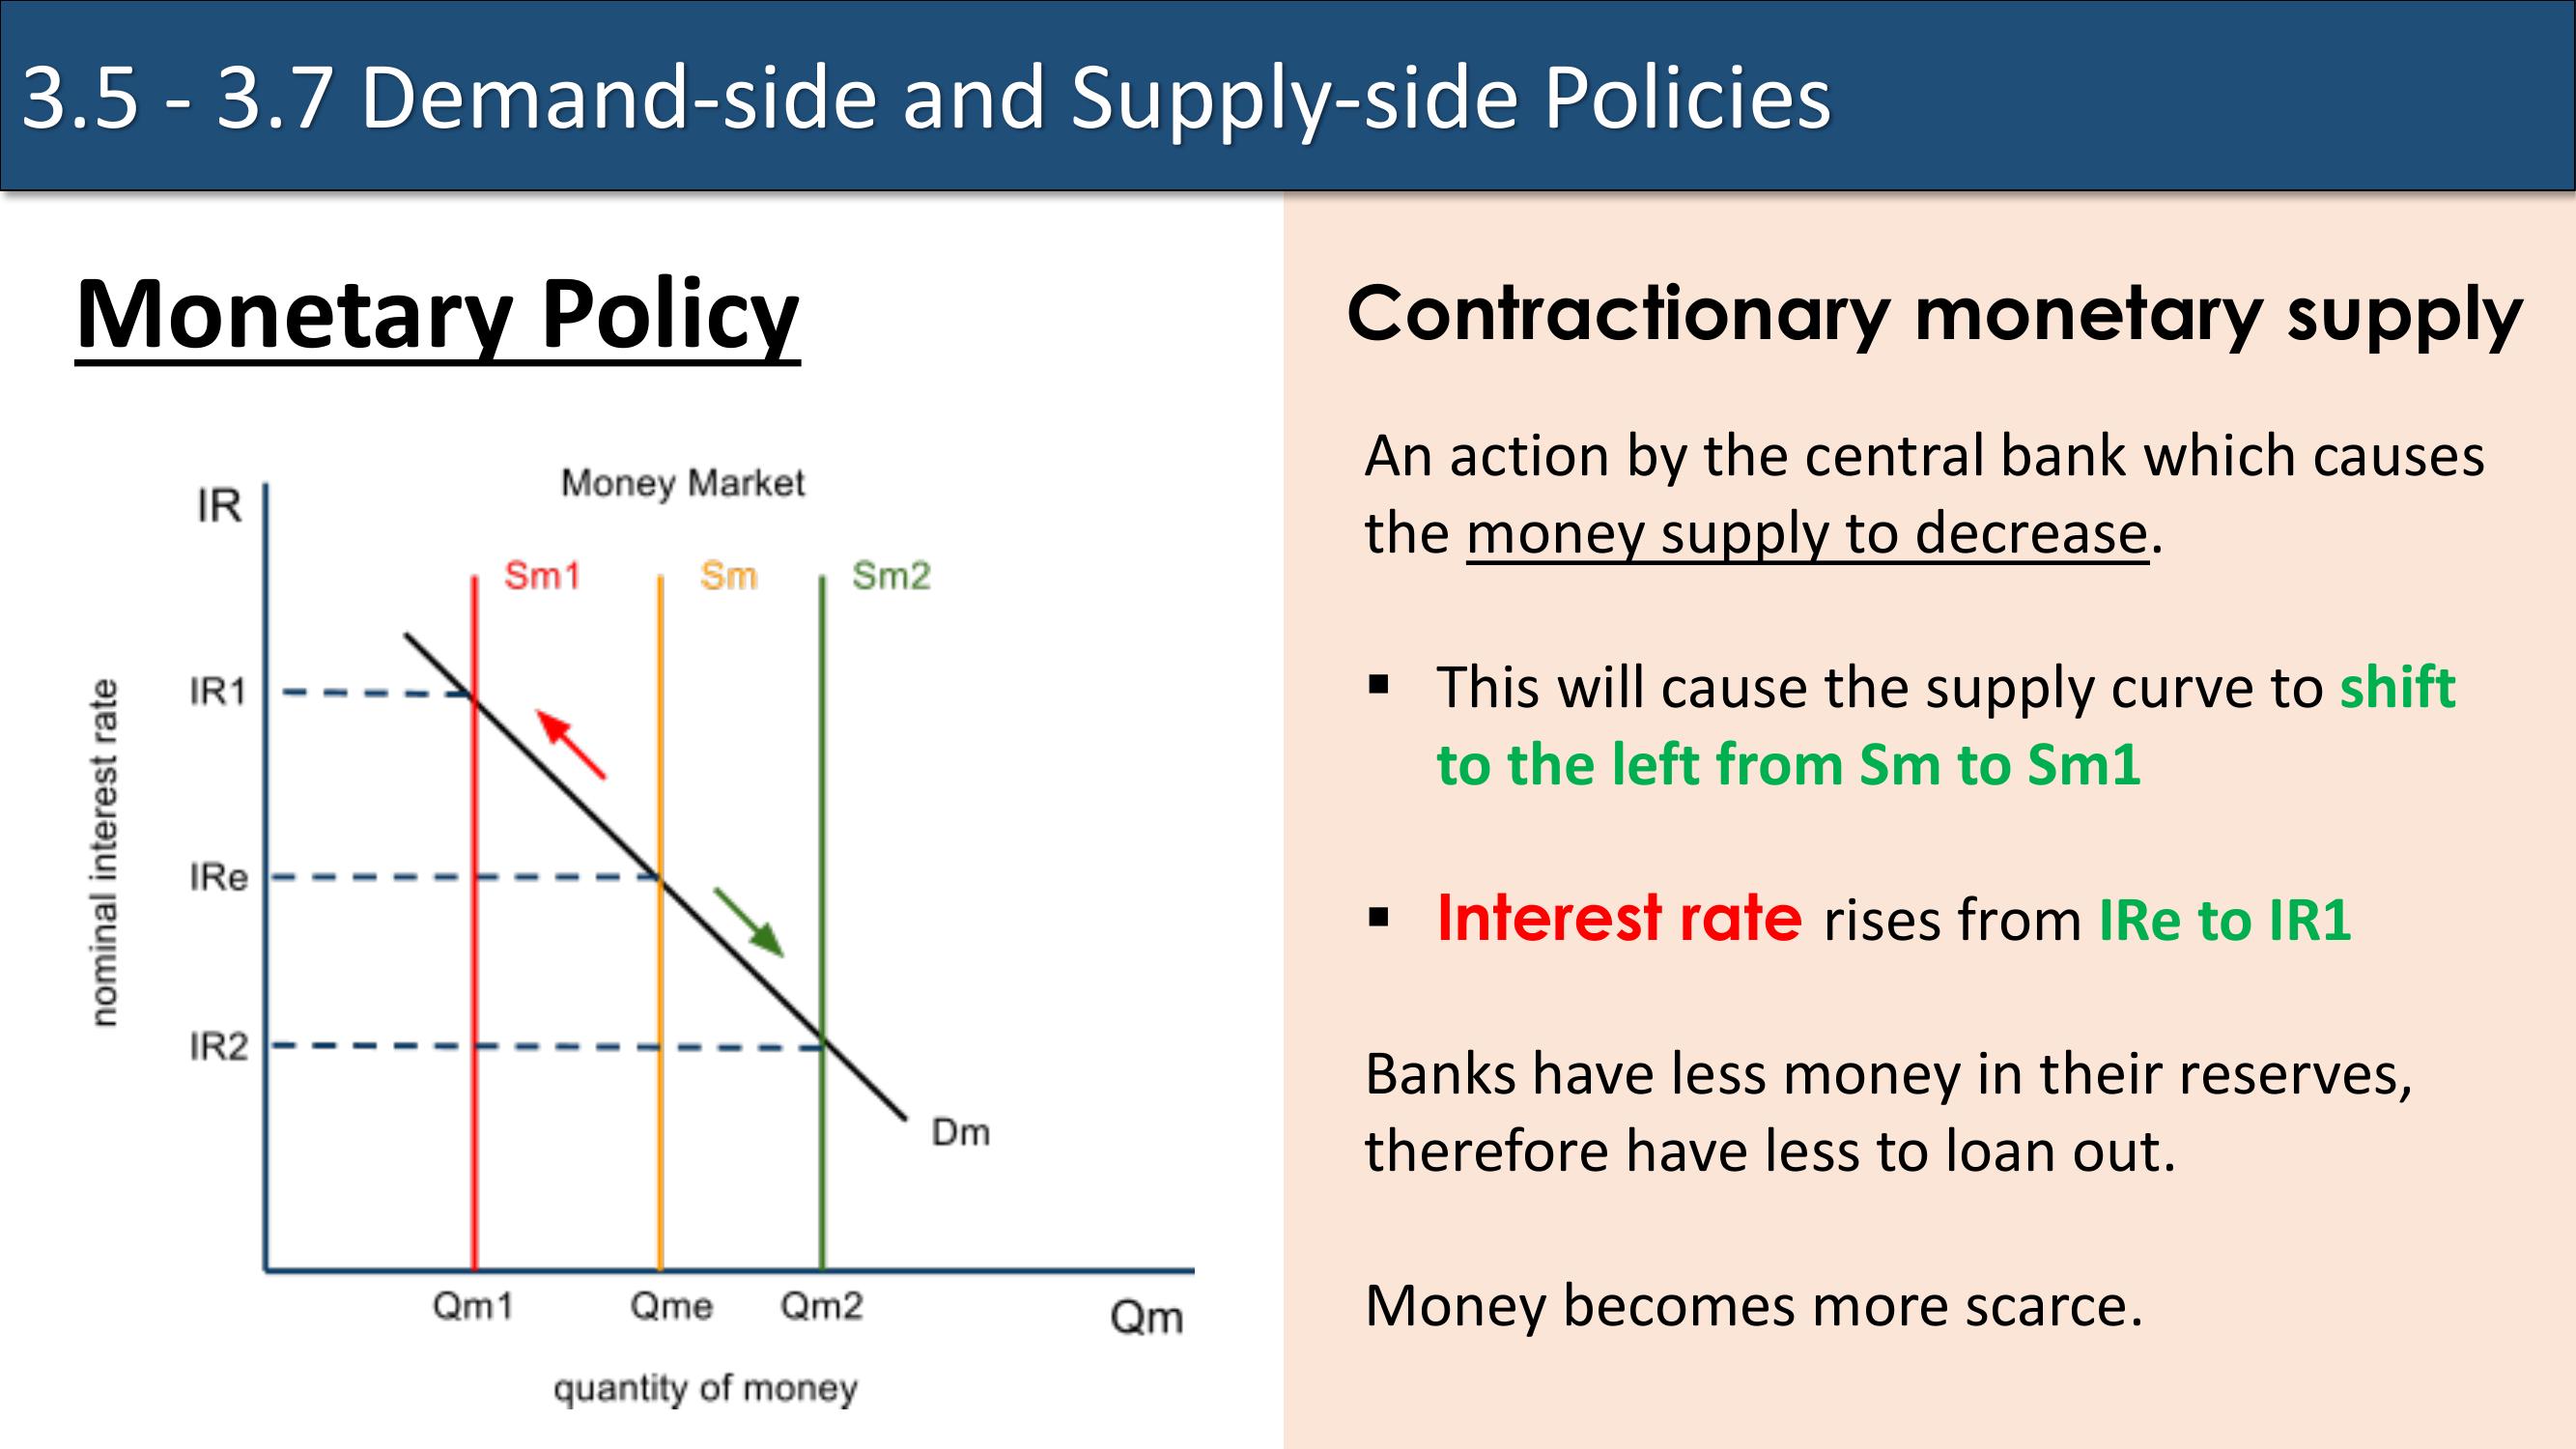 3.5 - 3.7 Demand-side and Supply-side Policies
Monetary Policy
Money Market
IR
Sm1
Sm
Sm2
IR1
nominal interest rate
IRe
IR2
Dm
Qm1
Qme
Qm2
Qm
quantity of money
Contractionary monetary supply
An action by the central bank which causes
the money supply to decrease.
▪ This will cause the supply curve to shift
to the left from Sm to Sm1
▪ Interest rate rises from IRe to IR1
Banks have less money in their reserves,
therefore have less to loan out.
Money becomes more scarce.